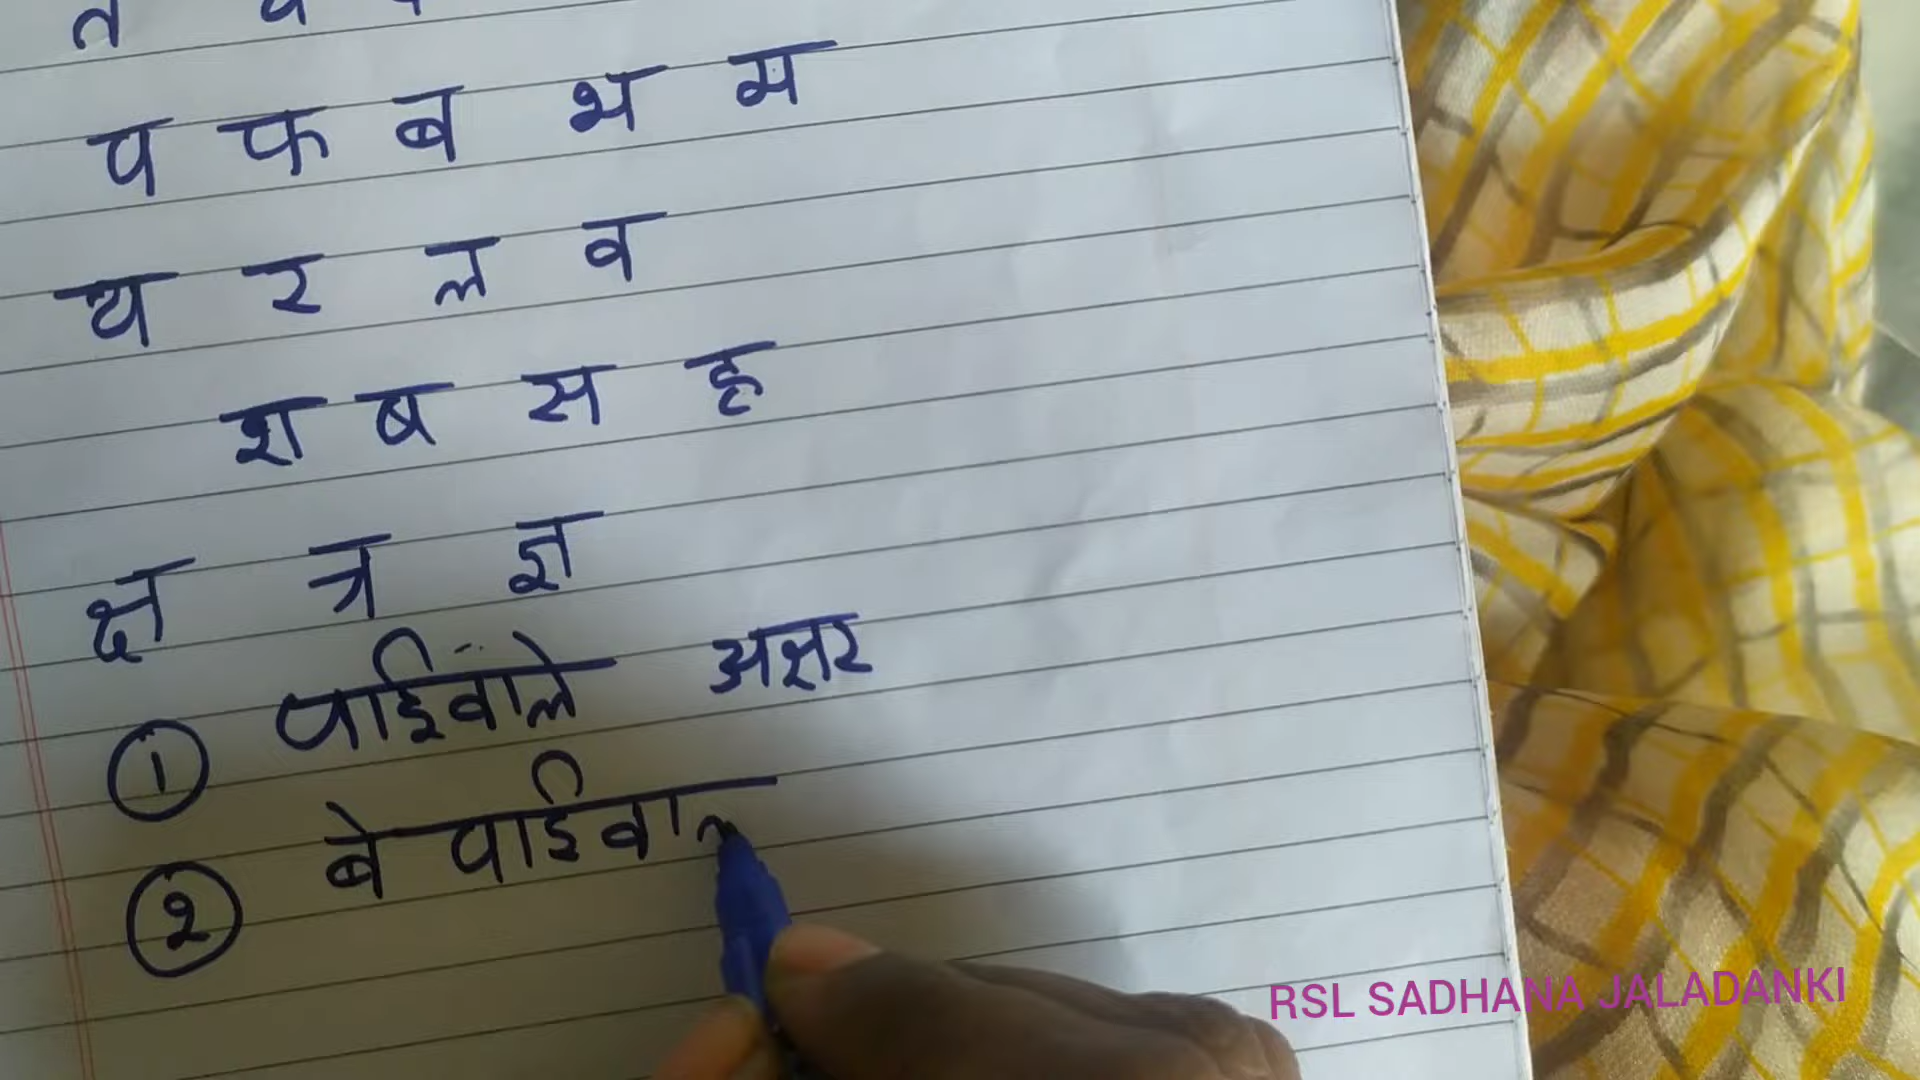 त
प फ ब भ म
य र ल व
श ष स ह
क्ष त्र ज्ञ
① पाईवाले अक्षर
② बे पाईवाल
RSL SADHANA JALADANKI